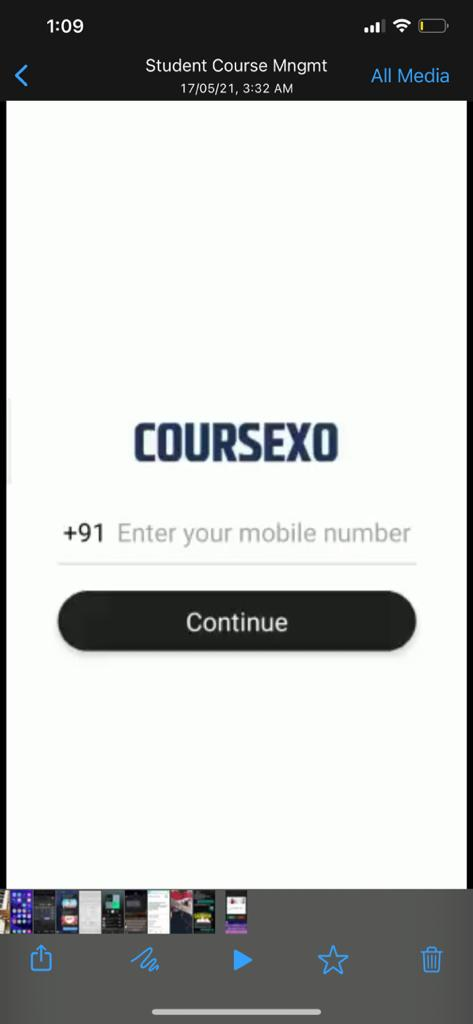 1:09
Student Course Mngmt
17/05/21, 3:32 AM
All Media
COURSEXO
+91 Enter your mobile number
Continue